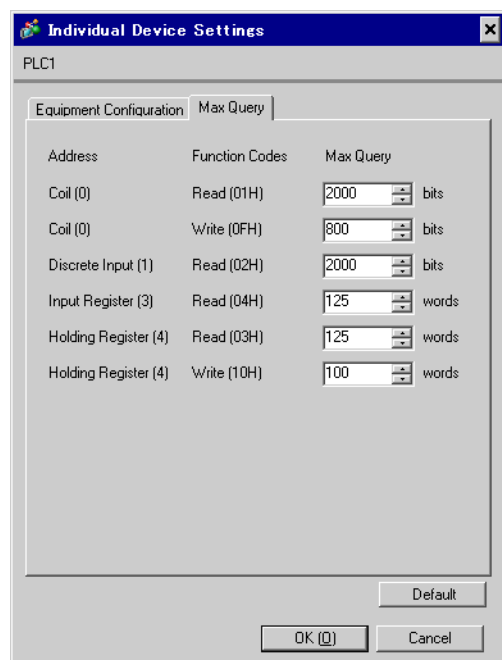 Individual Device Settings
PLC1
Equipment Configuration Max Query
Address Function Codes Max Query
Coil (0) Read (01H) 2000 bits
Coil (0) Write (0FH) 800 bits
Discrete Input (1) Read (02H) 2000 bits
Input Register (3) Read (04H) 125 words
Holding Register (4) Read (03H) 125 words
Holding Register (4) Write (10H) 100 words
Default
OK (O) Cancel